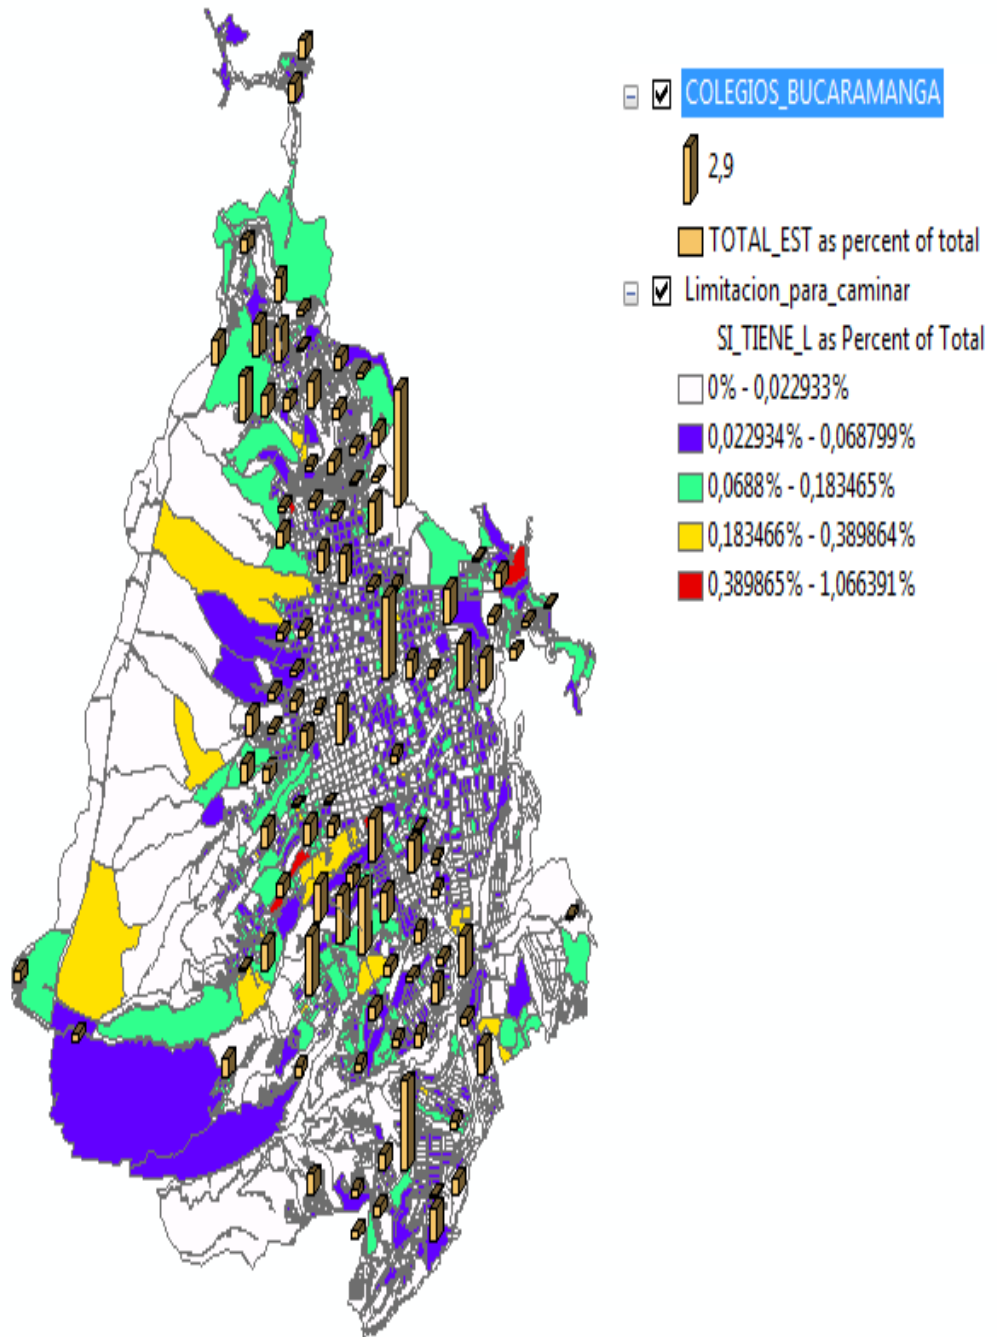 COLEGIOS_BUCARAMANGA
2,9
TOTAL_EST as percent of total
Limitacion_para_caminar
SI_TIENE_L as Percent of Total
0% - 0,022933%
0,022934% - 0,068799%
0,0688% - 0,183465%
0,183466% - 0,389864%
0,389865% - 1,066391%